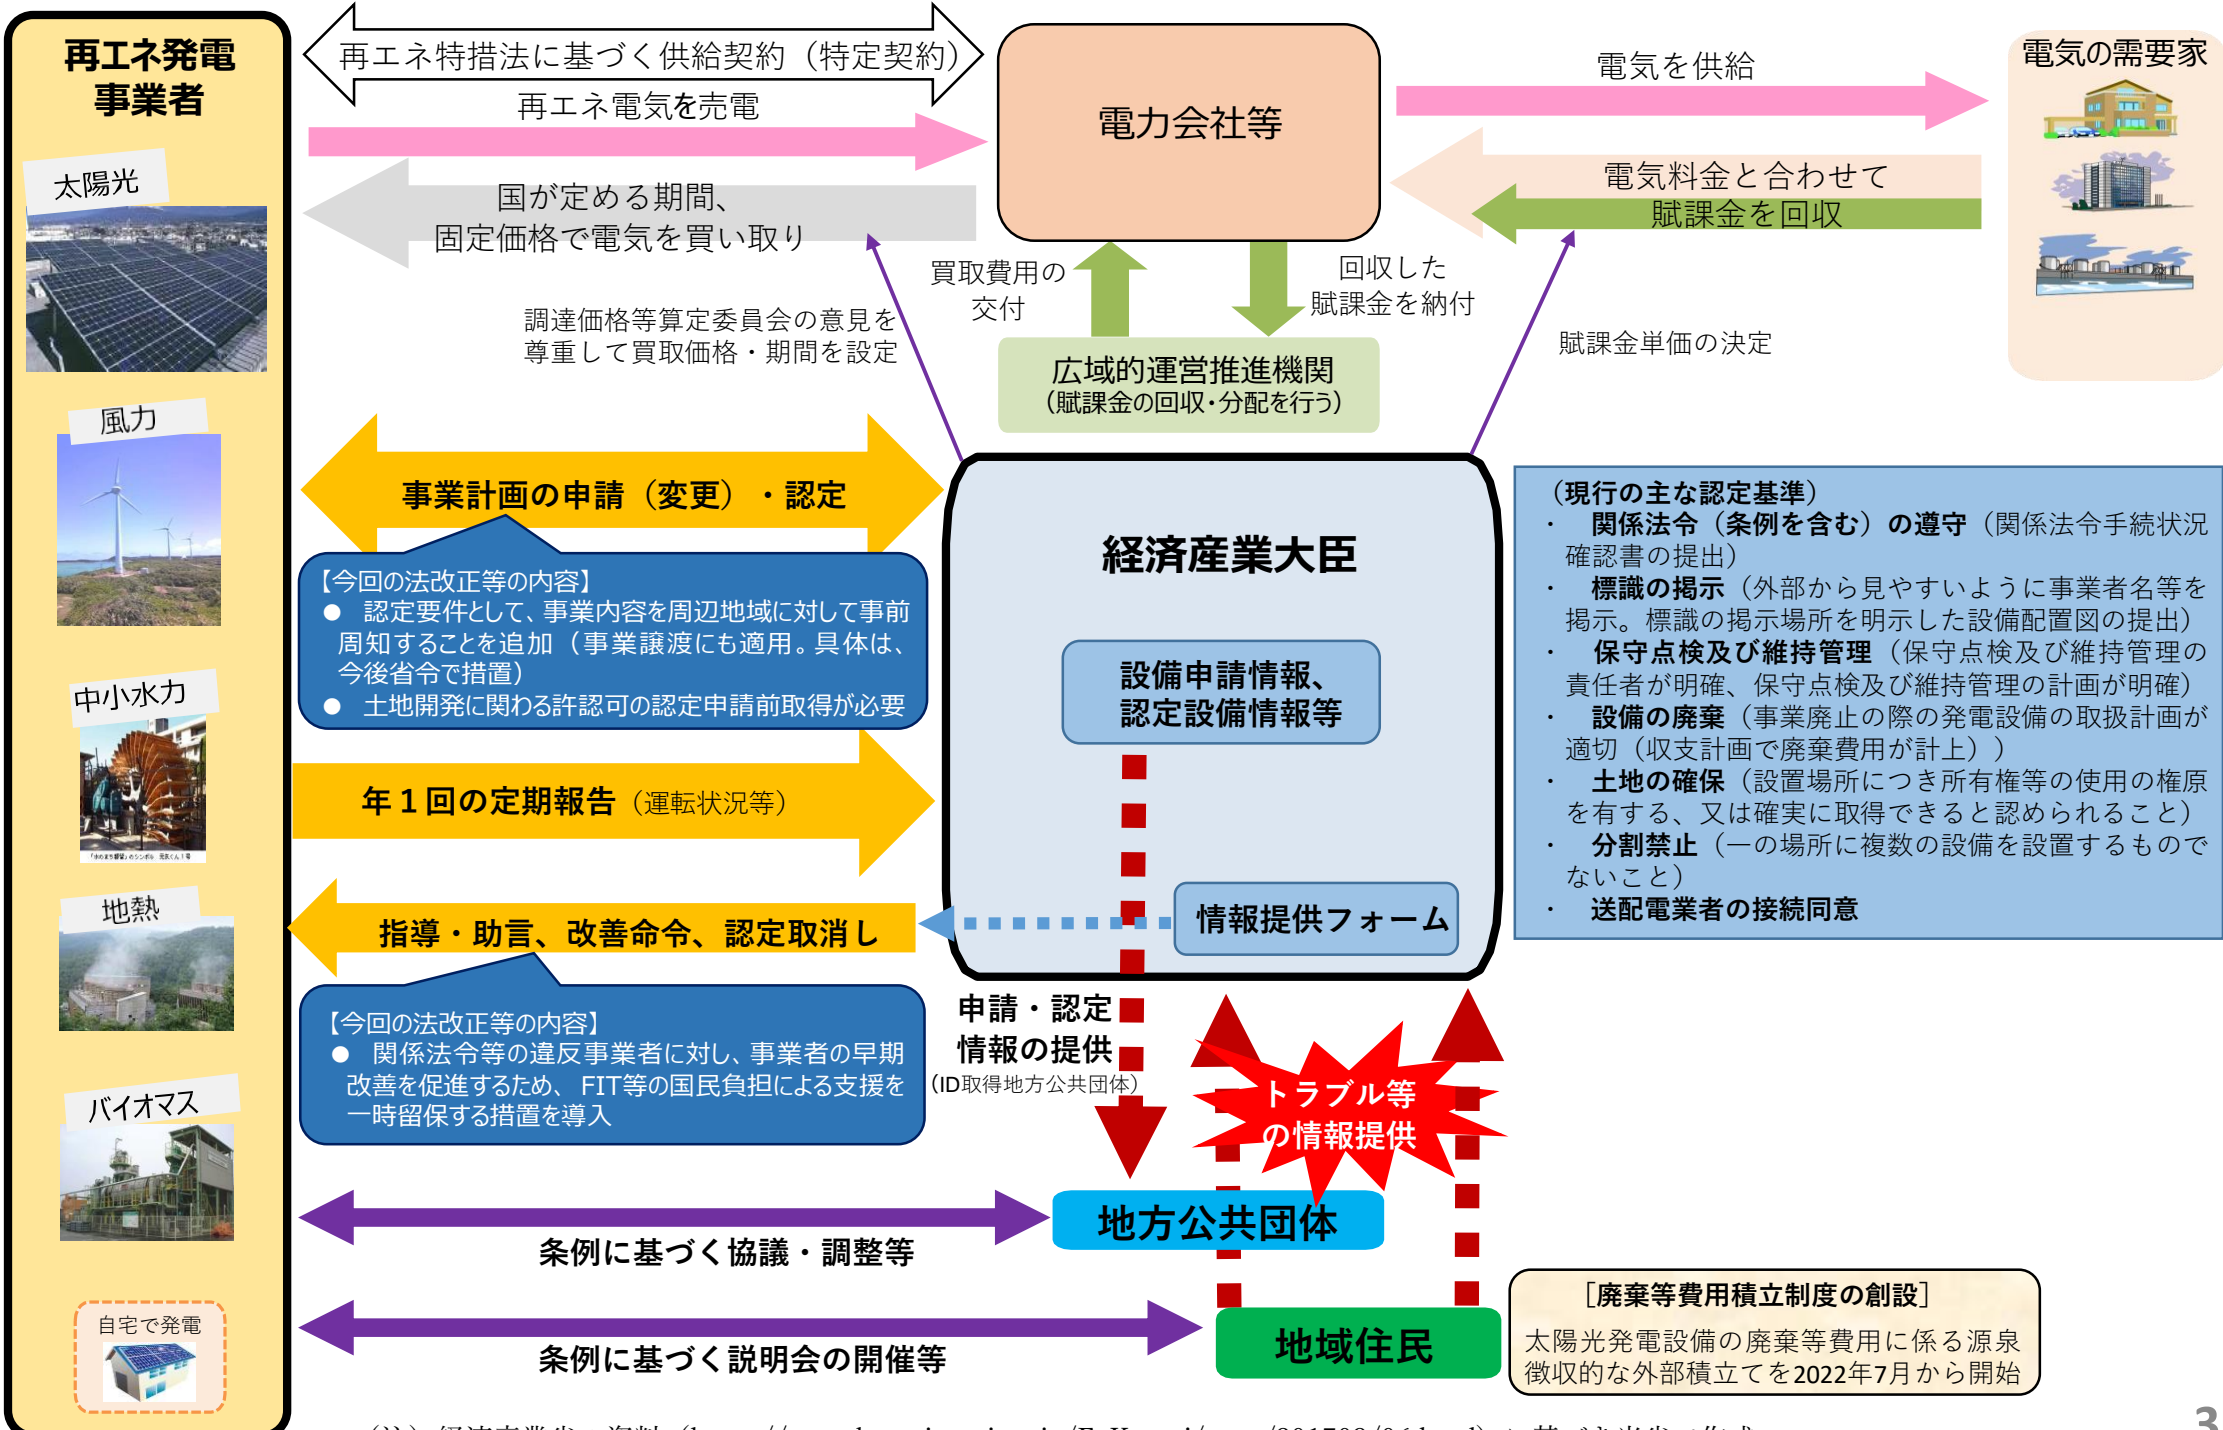 再エネ発電
事業者
太陽光
風力
中小水力
「水のまち都留」のシンボル 元気くん1号
地熱
バイオマス
自宅で発電
再エネ特措法に基づく供給契約（特定契約）
再エネ電気を売電
国が定める期間、
固定価格で電気を買い取り
電力会社等
電気を供給
電気料金と合わせて
賦課金を回収
電気の需要家
調達価格等算定委員会の意見を
尊重して買取価格・期間を設定
買取費用の
交付
回収した
賦課金を納付
賦課金単価の決定
広域的運営推進機関
（賦課金の回収・分配を行う）
事業計画の申請（変更）・認定
【今回の法改正等の内容】
● 認定要件として、事業内容を周辺地域に対して事前
周知することを追加（事業譲渡にも適用。具体は、
今後省令で措置）
● 土地開発に関わる許認可の認定申請前取得が必要
年１回の定期報告（運転状況等）
指導・助言、改善命令、認定取消し
【今回の法改正等の内容】
● 関係法令等の違反事業者に対し、事業者の早期
改善を促進するため、FIT等の国民負担による支援を
一時留保する措置を導入
経済産業大臣
設備申請情報、
認定設備情報等
情報提供フォーム
（現行の主な認定基準）
・ 関係法令（条例を含む）の遵守（関係法令手続状況
確認書の提出）
・ 標識の掲示（外部から見やすいように事業者名等を
掲示。標識の掲示場所を明示した設備配置図の提出）
・ 保守点検及び維持管理（保守点検及び維持管理の
責任者が明確、保守点検及び維持管理の計画が明確）
・ 設備の廃棄（事業廃止の際の発電設備の取扱計画が
適切（収支計画で廃棄費用が計上））
・ 土地の確保（設置場所につき所有権等の使用の権原
を有する、又は確実に取得できると認められること）
・ 分割禁止（一の場所に複数の設備を設置するもので
ないこと）
・ 送配電業者の接続同意
申請・認定
情報の提供
（ID取得地方公共団体）
トラブル等
の情報提供
地方公共団体
条例に基づく協議・調整等
地域住民
条例に基づく説明会の開催等
［廃棄等費用積立制度の創設］
太陽光発電設備の廃棄等費用に係る源泉
徴収的な外部積立てを2022年7月から開始
3